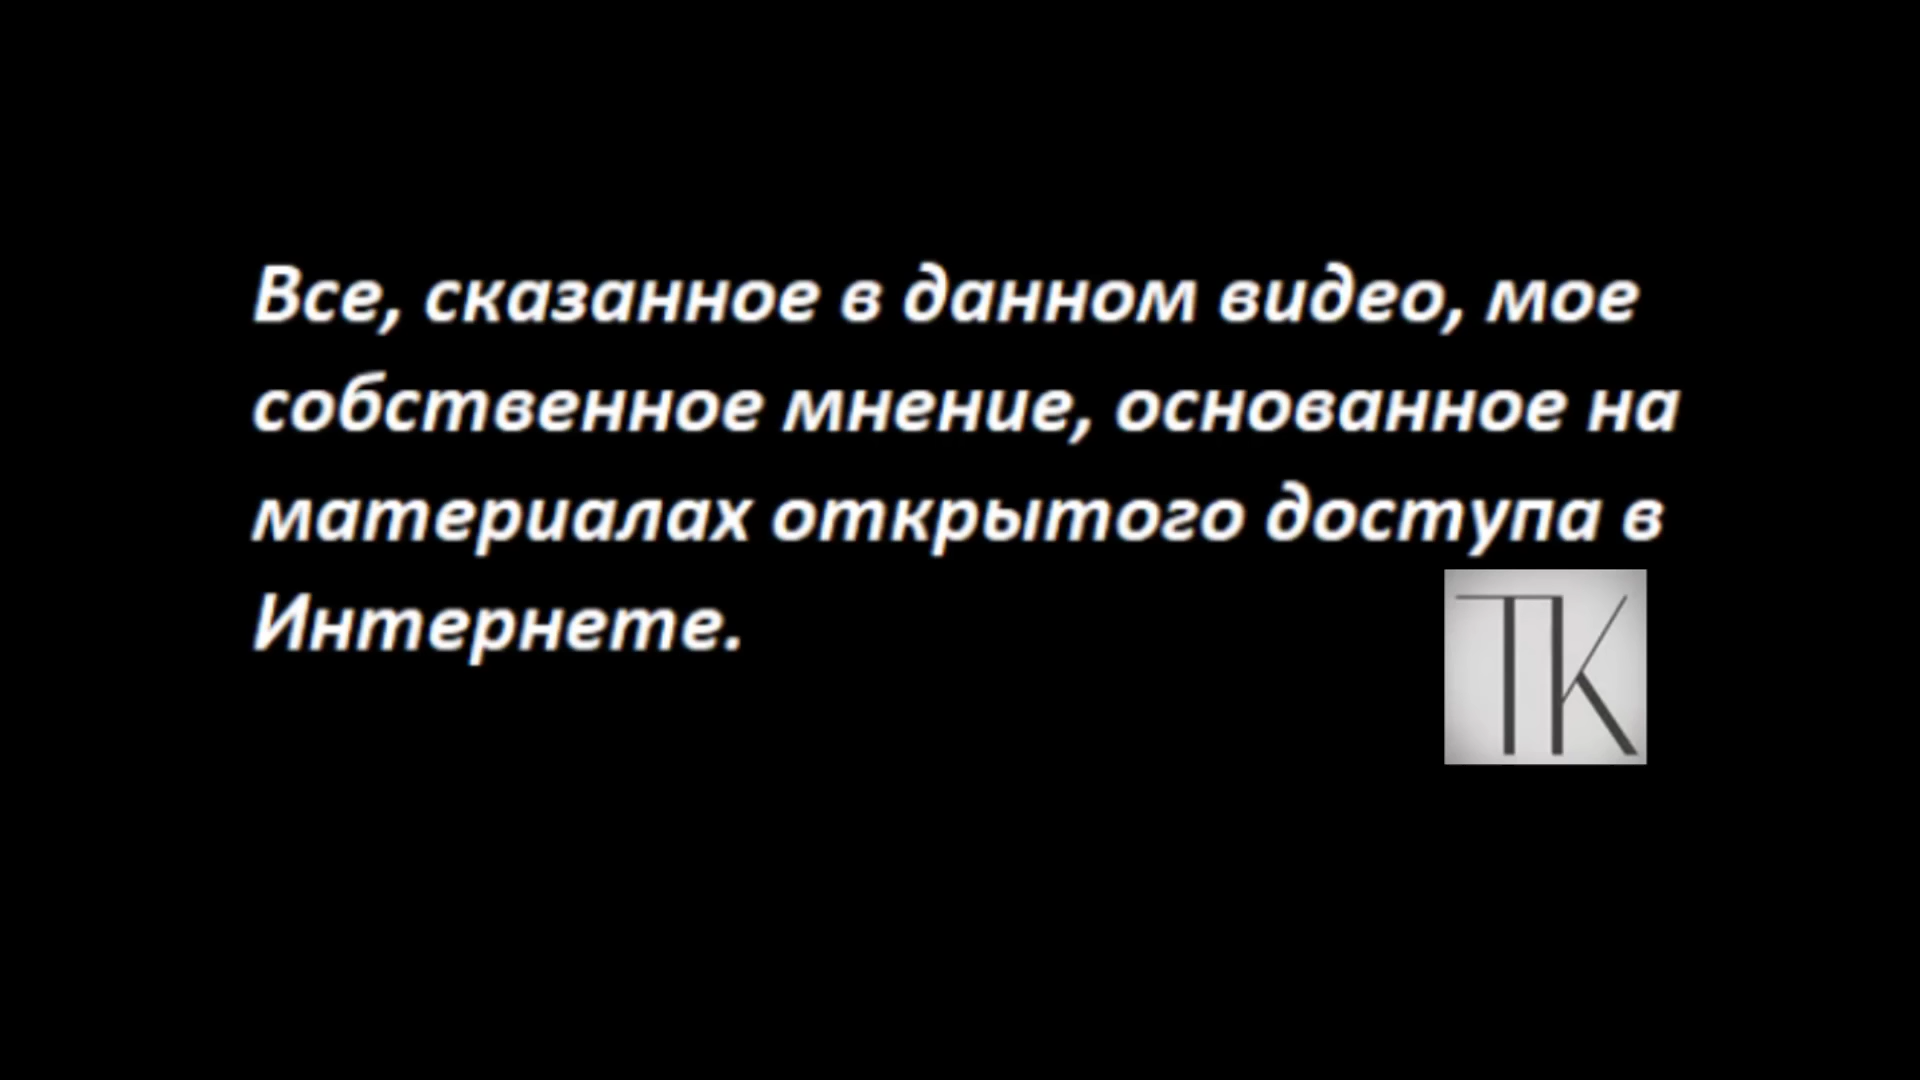 Все, сказанное в данном видео, мое
собственное мнение, основанное на
материалах открытого доступа в
Интернете.
ТК